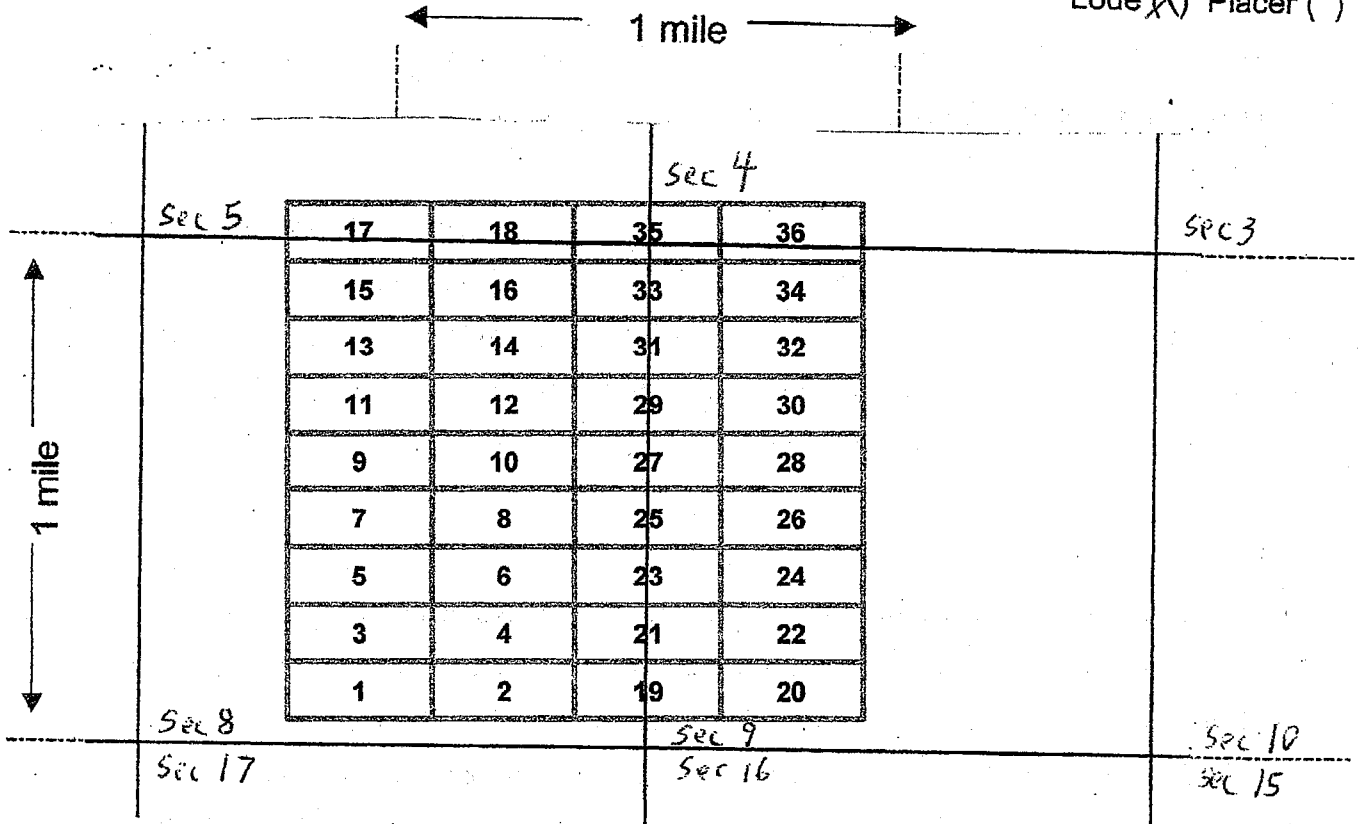 Lode X() Placer ( )
1 mile
sec 4
sec 5
sec 3
17 18 35 36
15 16 33 34
13 14 31 32
11 12 29 30
9 10 27 28
7 8 25 26
5 6 23 24
3 4 21 22
1 2 19 20
1 mile
Sec 8
Sec 9
Sec 10
Sec 17
Sec 16
Sec 15